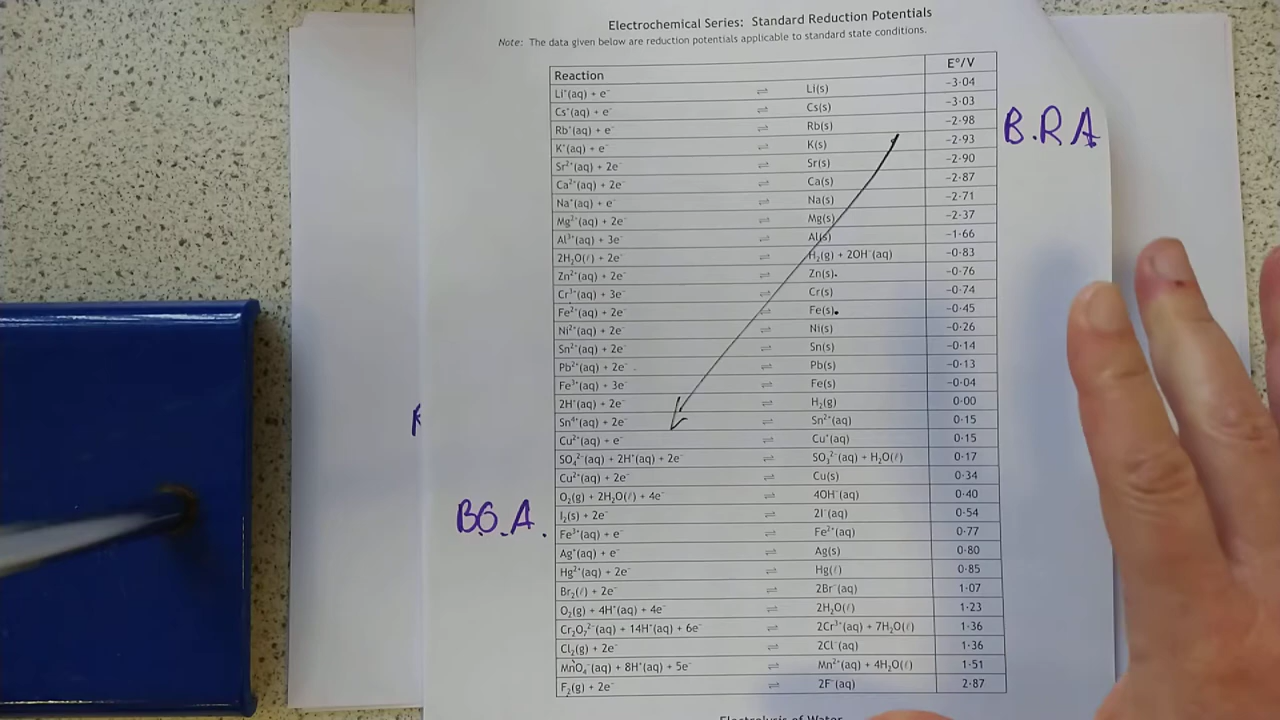 Electrochemical Series: Standard Reduction Potentials
Note: The data given below are reduction potentials applicable to standard state conditions.
Reaction E°/V
Li⁺(aq) + e⁻ ⇌ Li(s) −3·04
Cs⁺(aq) + e⁻ ⇌ Cs(s) −3·03
Rb⁺(aq) + e⁻ ⇌ Rb(s) −2·98
K⁺(aq) + e⁻ ⇌ K(s) −2·93
B.R.A
Sr²⁺(aq) + 2e⁻ ⇌ Sr(s) −2·90
Ca²⁺(aq) + 2e⁻ ⇌ Ca(s) −2·87
Na⁺(aq) + e⁻ ⇌ Na(s) −2·71
Mg²⁺(aq) + 2e⁻ ⇌ Mg(s) −2·37
Al³⁺(aq) + 3e⁻ ⇌ Al(s) −1·66
2H₂O(ℓ) + 2e⁻ ⇌ H₂(g) + 2OH⁻(aq) −0·83
Zn²⁺(aq) + 2e⁻ ⇌ Zn(s) −0·76
Cr³⁺(aq) + 3e⁻ ⇌ Cr(s) −0·74
Fe²⁺(aq) + 2e⁻ ⇌ Fe(s) −0·45
Ni²⁺(aq) + 2e⁻ ⇌ Ni(s) −0·26
Sn²⁺(aq) + 2e⁻ ⇌ Sn(s) −0·14
Pb²⁺(aq) + 2e⁻ ⇌ Pb(s) −0·13
Fe³⁺(aq) + 3e⁻ ⇌ Fe(s) −0·04
2H⁺(aq) + 2e⁻ ⇌ H₂(g) 0·00
Sn⁴⁺(aq) + 2e⁻ ⇌ Sn²⁺(aq) 0·15
Cu²⁺(aq) + e⁻ ⇌ Cu⁺(aq) 0·15
SO₄²⁻(aq) + 2H⁺(aq) + 2e⁻ ⇌ SO₃²⁻(aq) + H₂O(ℓ) 0·17
Cu²⁺(aq) + 2e⁻ ⇌ Cu(s) 0·34
O₂(g) + 2H₂O(ℓ) + 4e⁻ ⇌ 4OH⁻(aq) 0·40
I₂(s) + 2e⁻ ⇌ 2I⁻(aq) 0·54
B.O.A.
Fe³⁺(aq) + e⁻ ⇌ Fe²⁺(aq) 0·77
Ag⁺(aq) + e⁻ ⇌ Ag(s) 0·80
Hg²⁺(aq) + 2e⁻ ⇌ Hg(ℓ) 0·85
Br₂(ℓ) + 2e⁻ ⇌ 2Br⁻(aq) 1·07
O₂(g) + 4H⁺(aq) + 4e⁻ ⇌ 2H₂O(ℓ) 1·23
Cr₂O₇²⁻(aq) + 14H⁺(aq) + 6e⁻ ⇌ 2Cr³⁺(aq) + 7H₂O(ℓ) 1·36
Cl₂(g) + 2e⁻ ⇌ 2Cl⁻(aq) 1·36
MnO₄⁻(aq) + 8H⁺(aq) + 5e⁻ ⇌ Mn²⁺(aq) + 4H₂O(ℓ) 1·51
F₂(g) + 2e⁻ ⇌ 2F⁻(aq) 2·87
Electrolysis of Water